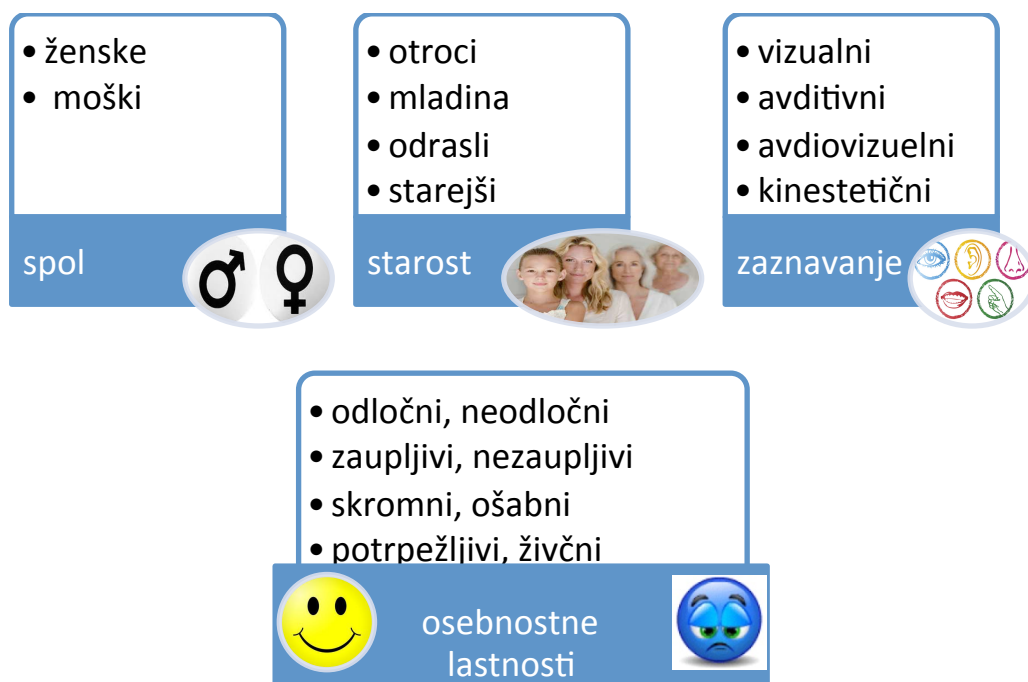 • ženske
• moški
spol
• otroci
• mladina
• odrasli
• starejši
starost
• vizualni
• avditivni
• avdiovizuelni
• kinestetični
zaznavanje
• odločni, neodločni
• zaupljivi, nezaupljivi
• skromni, ošabni
• potrpežljivi, živčni
osebnostne
lastnosti